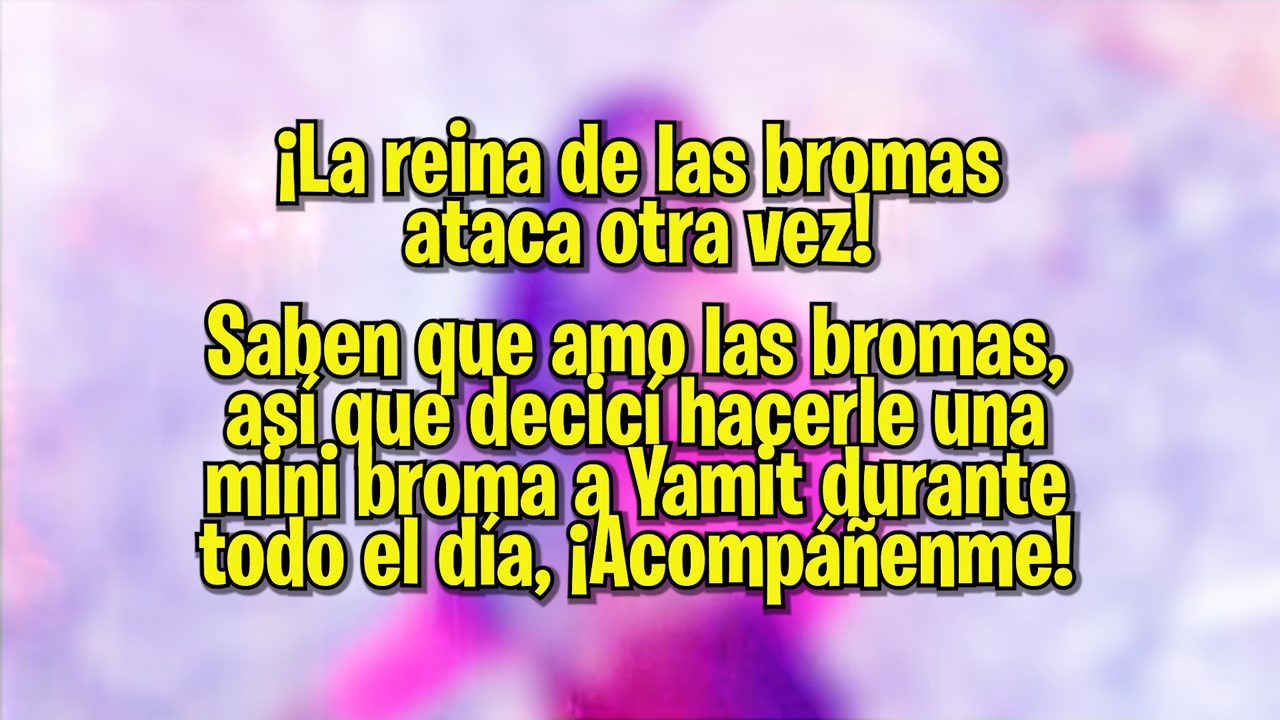 ¡La reina de las bromas
ataca otra vez!
Saben que amo las bromas,
así que decicí hacerle una
mini broma a Yamit durante
todo el día, ¡Acompáñenme!